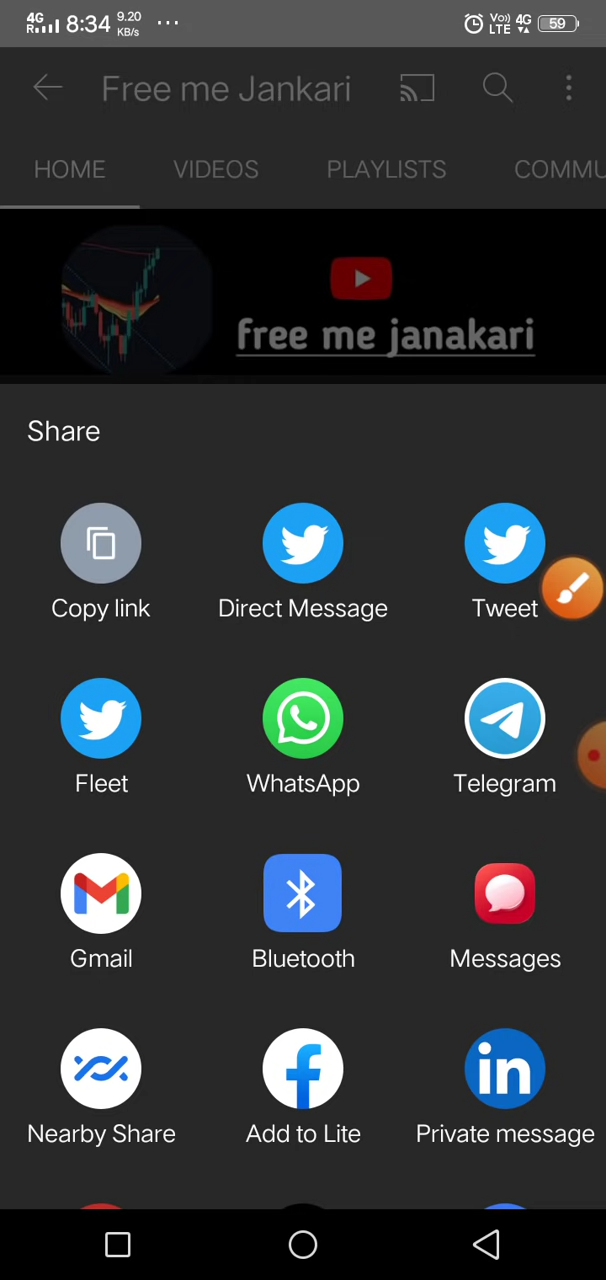 4G
R 8:34 9.20 KB/s ... Vo) LTE 4G 59
Free me Jankari
HOME VIDEOS PLAYLISTS COMMU
free me janakari
Share
Copy link Direct Message Tweet
Fleet WhatsApp Telegram
Gmail Bluetooth Messages
Nearby Share Add to Lite Private message